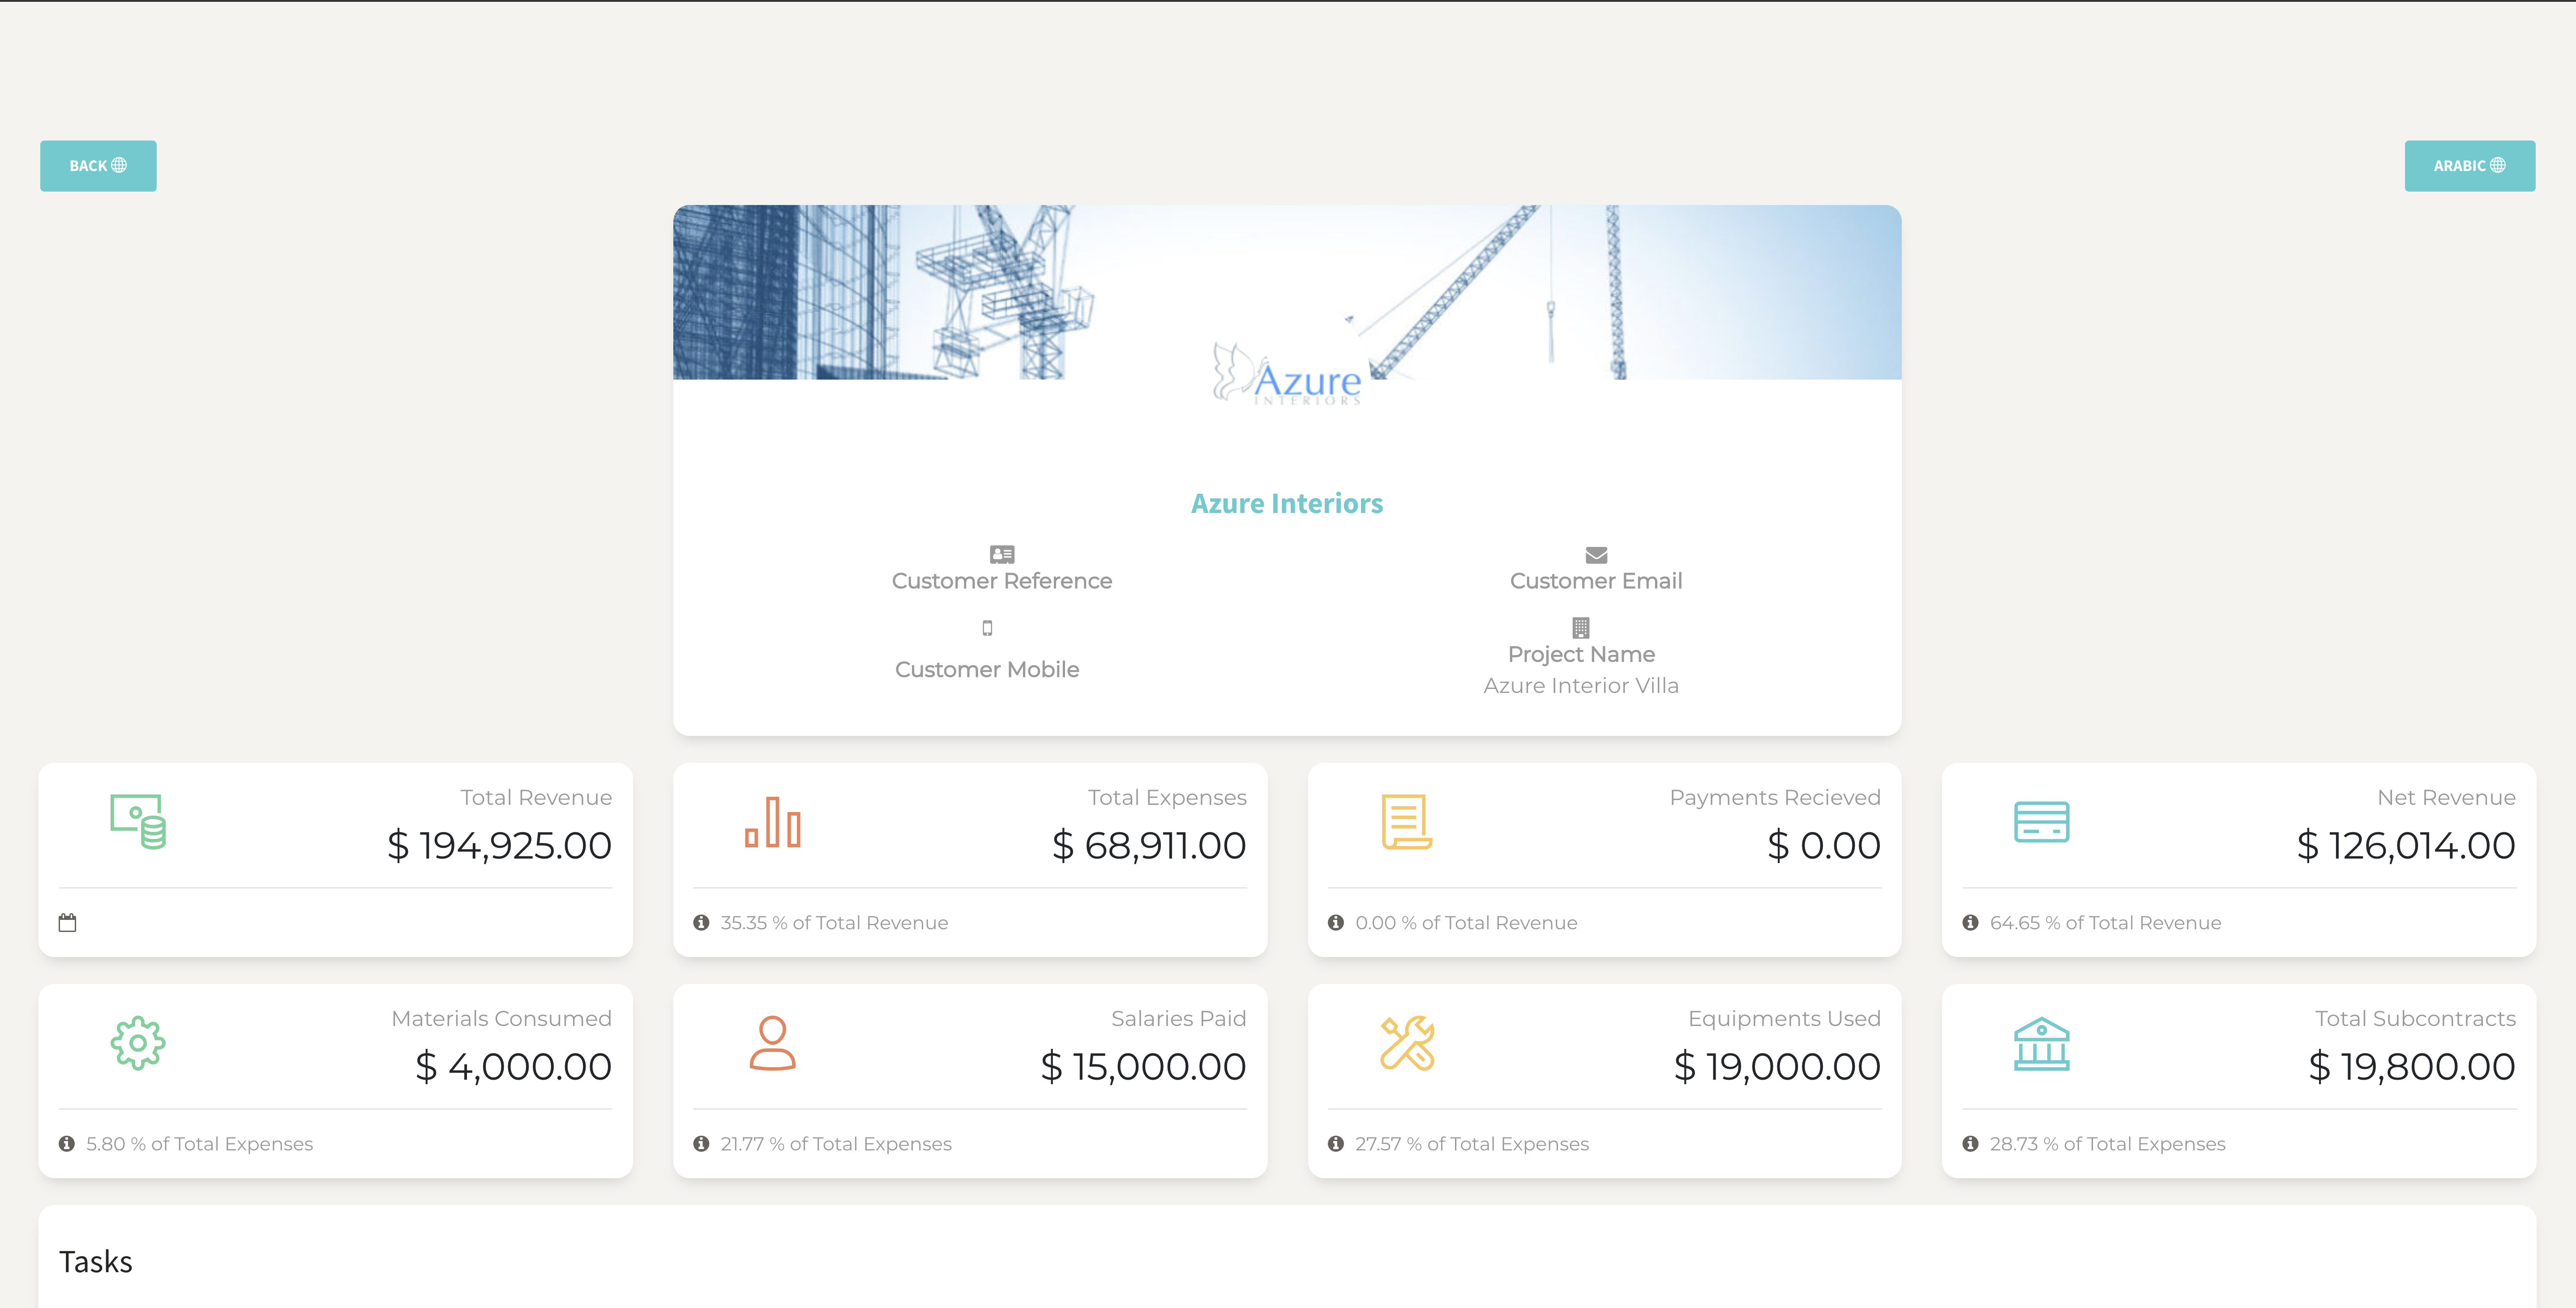 BACK
ARABIC
Azure
INTERIORS
Azure Interiors
Customer Reference
Customer Email
Customer Mobile
Project Name
Azure Interior Villa
Total Revenue
$ 194,925.00
Total Expenses
$ 68,911.00
35.35 % of Total Revenue
Payments Recieved
$ 0.00
0.00 % of Total Revenue
Net Revenue
$ 126,014.00
64.65 % of Total Revenue
Materials Consumed
$ 4,000.00
5.80 % of Total Expenses
Salaries Paid
$ 15,000.00
21.77 % of Total Expenses
Equipments Used
$ 19,000.00
27.57 % of Total Expenses
Total Subcontracts
$ 19,800.00
28.73 % of Total Expenses
Tasks